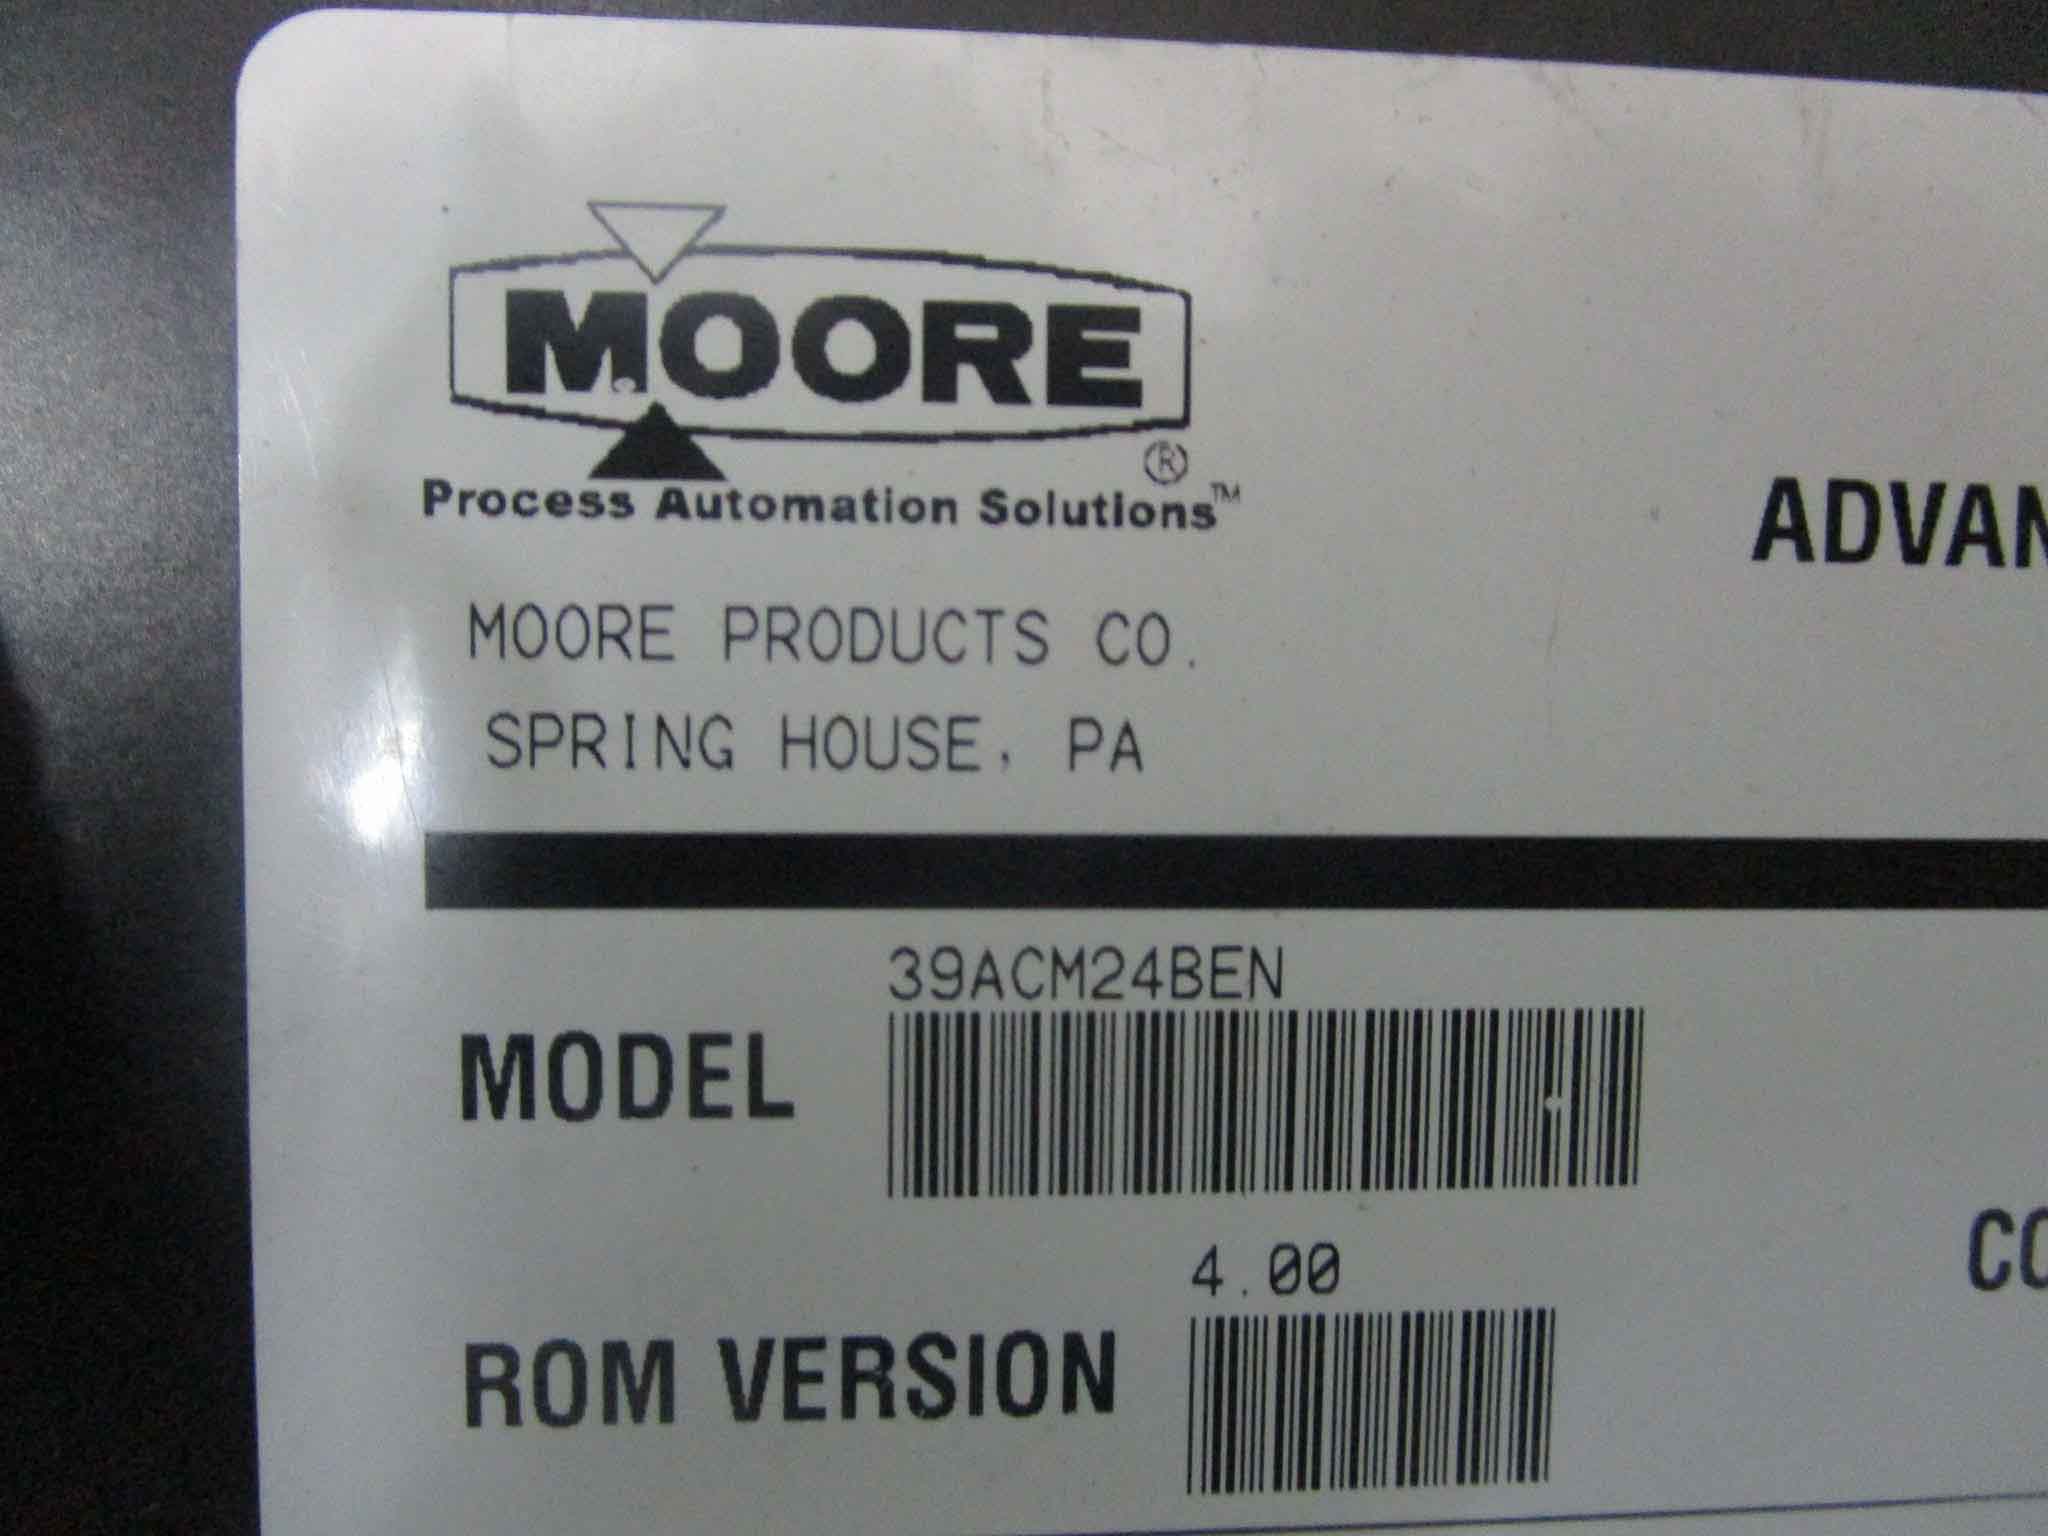 MOORE
®
Process Automation Solutions™
MOORE PRODUCTS CO.
SPRING HOUSE, PA
ADVAN
39ACM24BEN
MODEL
4.00
CO
ROM VERSION